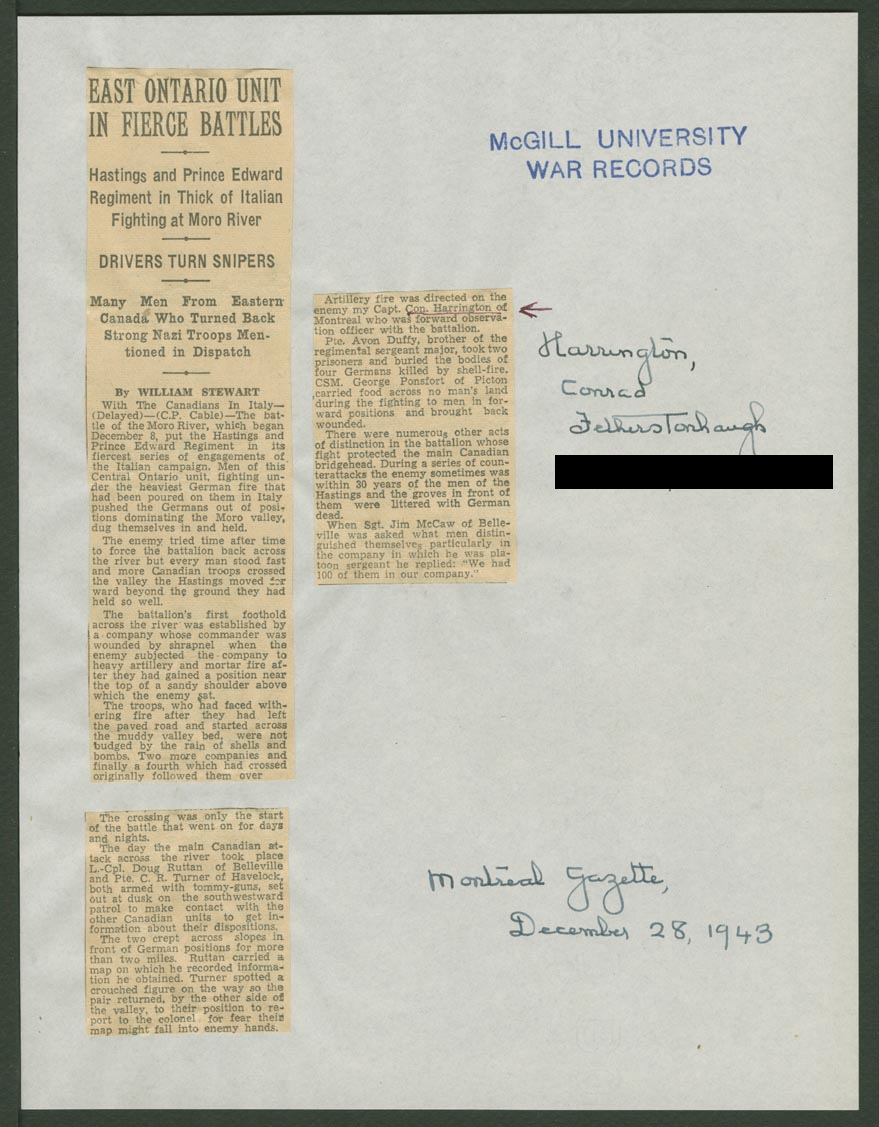 EAST ONTARIO UNIT
IN FIERCE BATTLES
Hastings and Prince Edward
Regiment in Thick of Italian
Fighting at Moro River
DRIVERS TURN SNIPERS
Many Men From Eastern
Canada Who Turned Back
Strong Nazi Troops Men-
tioned in Dispatch
By WILLIAM STEWART
With The Canadians In Italy—
(Delayed)—(C.P. Cable)—The bat-
tle of the Moro River, which began
December 8, put the Hastings and
Prince Edward Regiment in its
fiercest series of engagements of
the Italian campaign. Men of this
Central Ontario unit, fighting un-
der the heaviest German fire that
had been poured on them in Italy
pushed the Germans out of posi-
tions dominating the Moro valley,
dug themselves in and held.
The enemy tried time after time
to force the battalion back across
the river but every man stood fast
and more Canadian troops crossed
the valley the Hastings moved for
ward beyond the ground they had
held so well.
The battalion's first foothold
across the river was established by
a company whose commander was
wounded by shrapnel when the
enemy subjected the company to
heavy artillery and mortar fire af-
ter they had gained a position near
the top of a sandy shoulder above
which the enemy sat.
The troops, who had faced with-
ering fire after they had left
the paved road and started across
the muddy valley bed, were not
budged by the rain of shells and
bombs. Two more companies and
finally a fourth which had crossed
originally followed them over
The crossing was only the start
of the battle that went on for days
and nights.
The day the main Canadian at-
tack across the river took place
L.-Cpl. Doug Ruttan of Belleville
and Pte. C. R. Turner of Havelock,
both armed with tommy-guns, set
out at dusk on the southwestward
patrol to make contact with the
other Canadian units to get in-
formation about their dispositions.
The two crept across slopes in
front of German positions for more
than two miles. Ruttan carried a
map on which he recorded informa-
tion he obtained. Turner spotted a
crouched figure on the way so the
pair returned, by the other side of
the valley, to their position to re-
port to the colonel for fear their
map might fall into enemy hands.
Artillery fire was directed on the
enemy my Capt. Con. Harrington of
Montreal who was forward observa-
tion officer with the battalion.
Pte. Avon Duffy, brother of the
regimental sergeant major, took two
prisoners and buried the bodies of
four Germans killed by shell-fire.
CSM. George Ponsfort of Picton
carried food across no man's land
during the fighting to men in for-
ward positions and brought back
wounded.
There were numerous other acts
of distinction in the battalion whose
fight protected the main Canadian
bridgehead. During a series of coun-
terattacks the enemy sometimes was
within 30 years of the men of the
Hastings and the groves in front of
them were littered with German
dead.
When Sgt. Jim McCaw of Belle-
ville was asked what men distin-
guished themselves particularly in
the company in which he was pla-
toon sergeant he replied: "We had
100 of them in our company."
McGILL UNIVERSITY
WAR RECORDS
Harrington,
Conrad
Fetherstonhaugh
Montreal Gazette,
December 28, 1943